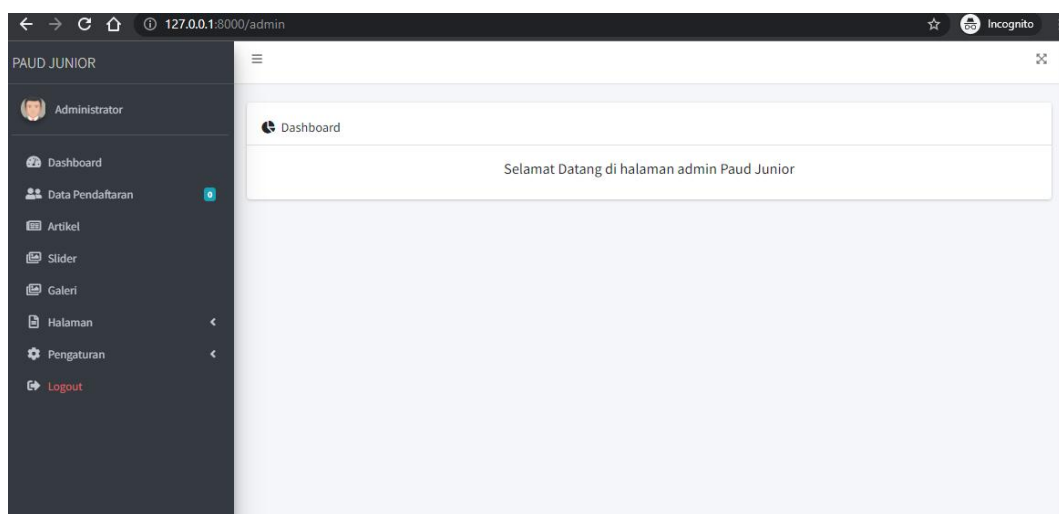 127.0.0.1:8000/admin
Incognito
PAUD JUNIOR
Administrator
Dashboard
Data Pendaftaran 0
Artikel
Slider
Galeri
Halaman
Pengaturan
Logout
Dashboard
Selamat Datang di halaman admin Paud Junior